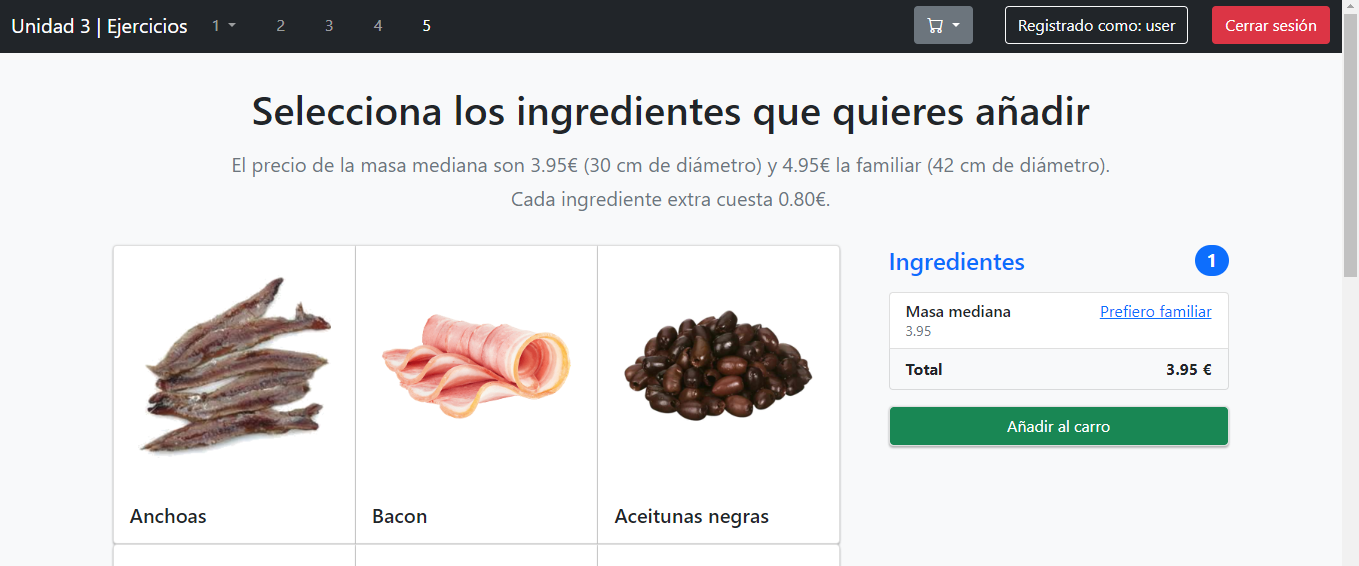 Unidad 3 | Ejercicios 1 2 3 4 5 Registrado como: user Cerrar sesión
Selecciona los ingredientes que quieres añadir
El precio de la masa mediana son 3.95€ (30 cm de diámetro) y 4.95€ la familiar (42 cm de diámetro).
Cada ingrediente extra cuesta 0.80€.
Anchoas
Bacon
Aceitunas negras
Ingredientes 1
Masa mediana Prefiero familiar
3.95
Total 3.95 €
Añadir al carro